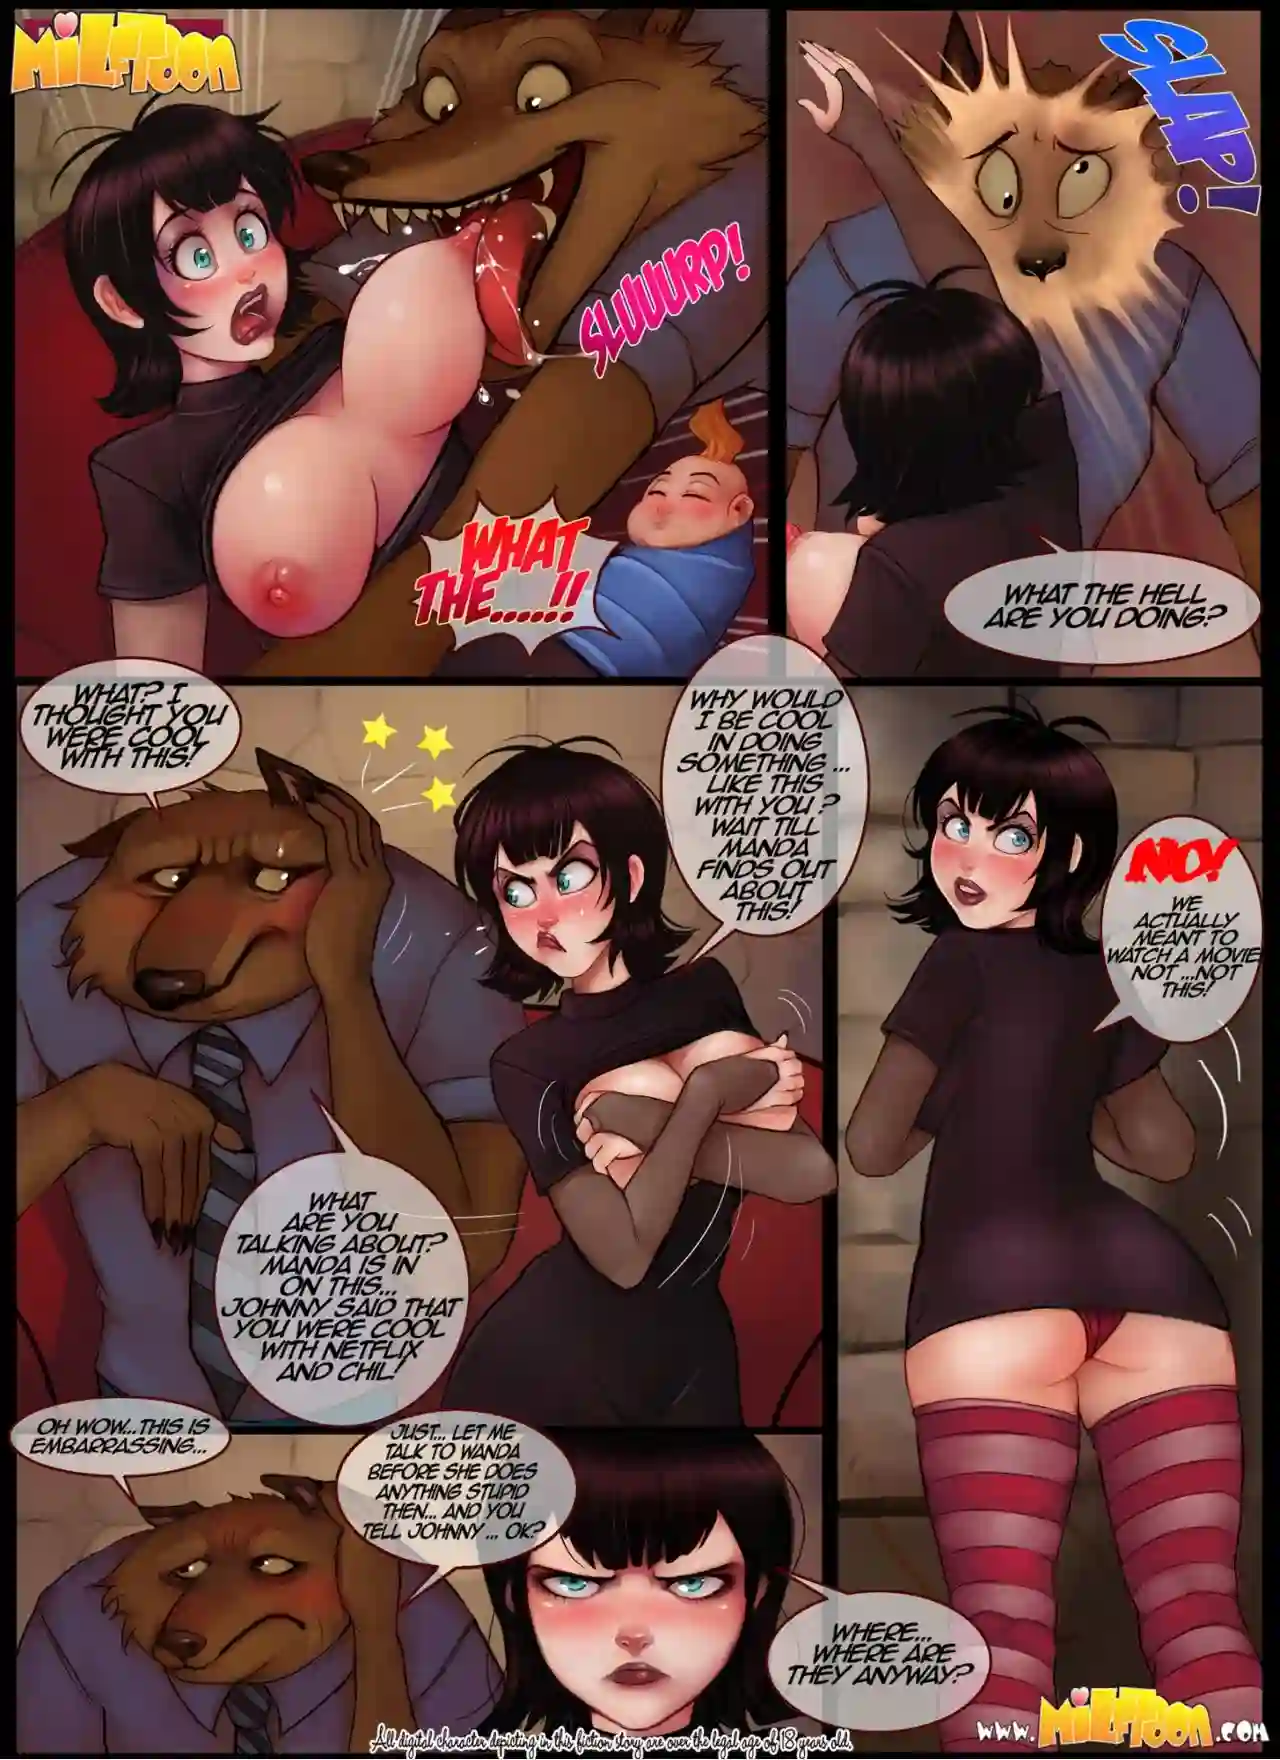 MILFTOON
SLUUURP!
WHAT
THE.....!!
SLAP!
WHAT THE HELL
ARE YOU DOING?
WHAT? I
THOUGHT YOU
WERE COOL
WITH THIS!
WHY WOULD
I BE COOL
IN DOING
SOMETHING ...
LIKE THIS
WITH YOU ?
WAIT TILL
MANDA
FINDS OUT
ABOUT
THIS!
WHAT
ARE YOU
TALKING ABOUT?
MANDA IS IN
ON THIS...
JOHNNY SAID THAT
YOU WERE COOL
WITH NETFLIX
AND CHIL!
NO!
WE
ACTUALLY
MEANT TO
WATCH A MOVIE
NOT ...NOT
THIS!
OH WOW...THIS IS
EMBARRASSING...
JUST... LET ME
TALK TO WANDA
BEFORE SHE DOES
ANYTHING STUPID
THEN... AND YOU
TELL JOHNNY ... OK?
WHERE...
WHERE ARE
THEY ANYWAY?
www.MILFTOON.COM
All digital character depicting in this fiction story are over the legal age of 18 years old.